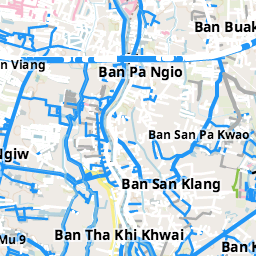 Ban Buak
n Viang
Ban Pa Ngio
Ban San Pa Kwao
Ngiw
Ban San Klang
Ban Tha Khi Khwai
Mu 9
Ban K